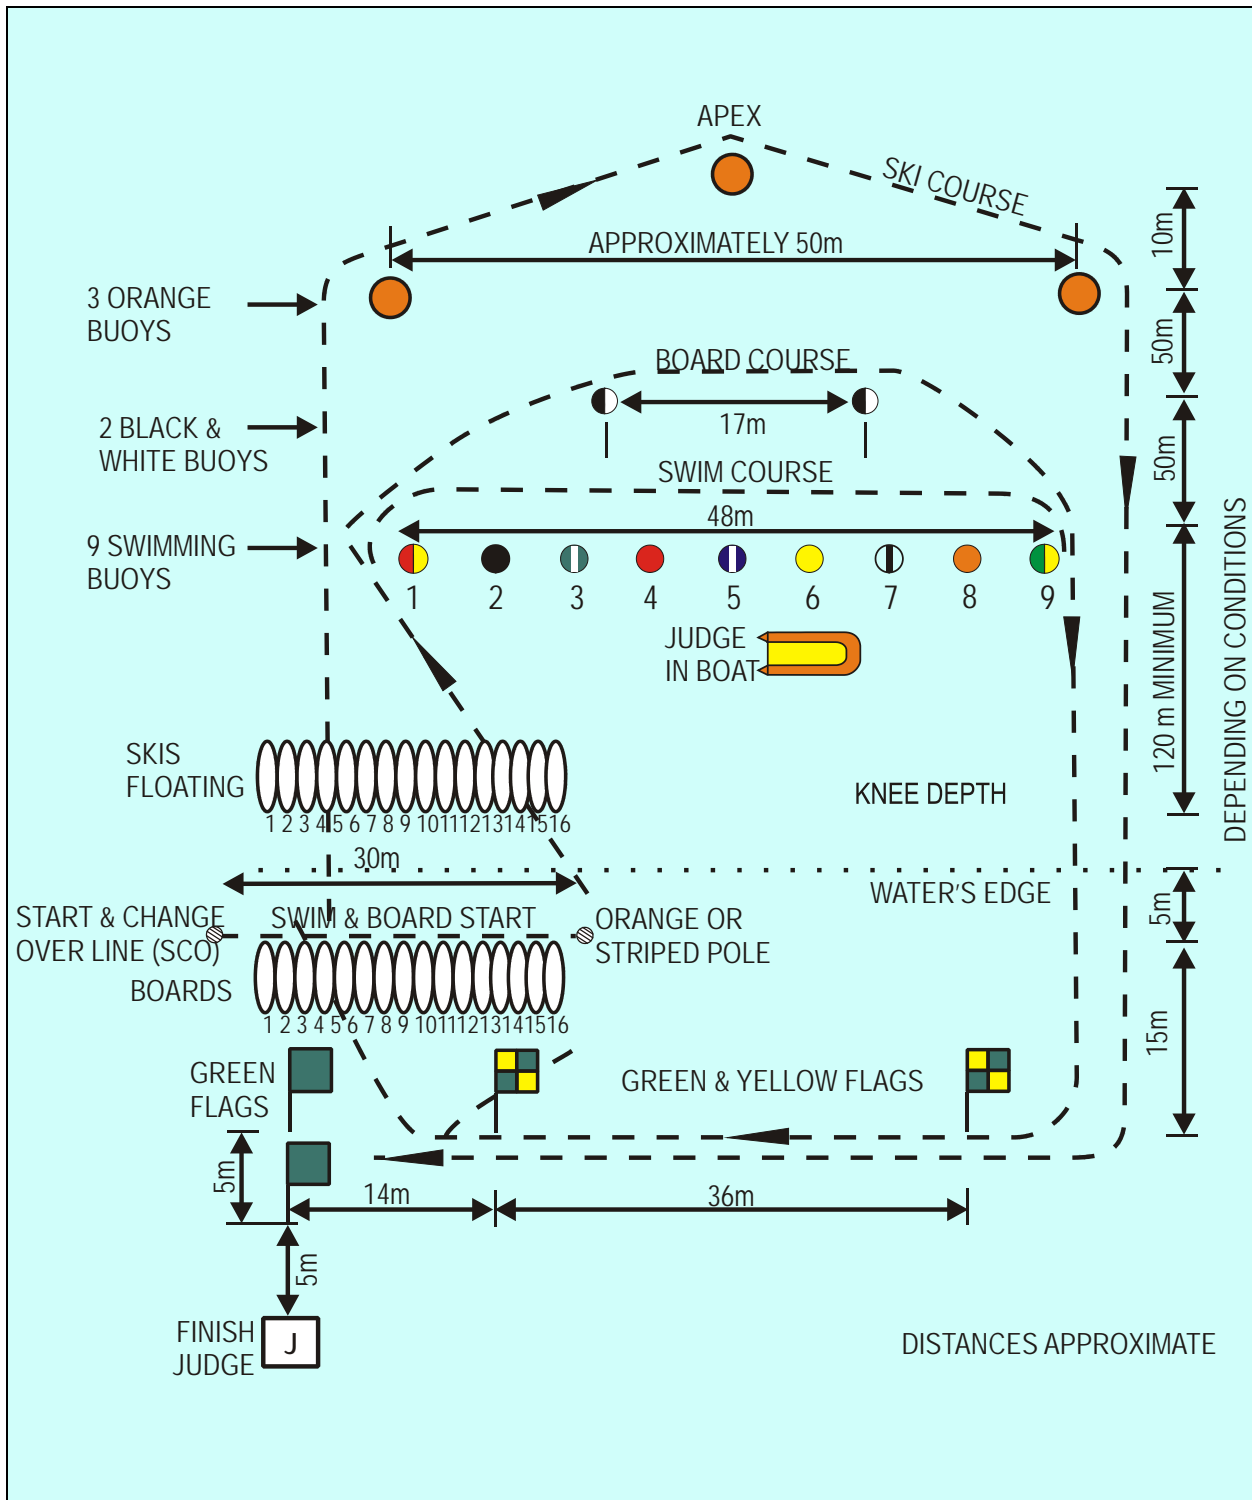 APEX
SKI COURSE
10m
APPROXIMATELY 50m
3 ORANGE
BUOYS
50m
BOARD COURSE
2 BLACK &
WHITE BUOYS
17m
SWIM COURSE
50m
48m
9 SWIMMING
BUOYS
1 2 3 4 5 6 7 8 9
JUDGE
IN BOAT
120 m MINIMUM
DEPENDING ON CONDITIONS
SKIS
FLOATING
KNEE DEPTH
1 2 3 4 5 6 7 8 9 10 11 12 13 14 15 16
30m
WATER'S EDGE
5m
START & CHANGE
OVER LINE (SCO)
SWIM & BOARD START
ORANGE OR
STRIPED POLE
BOARDS
1 2 3 4 5 6 7 8 9 10 11 12 13 14 15 16
15m
GREEN
FLAGS
GREEN & YELLOW FLAGS
5m
14m
36m
5m
FINISH
JUDGE
J
DISTANCES APPROXIMATE